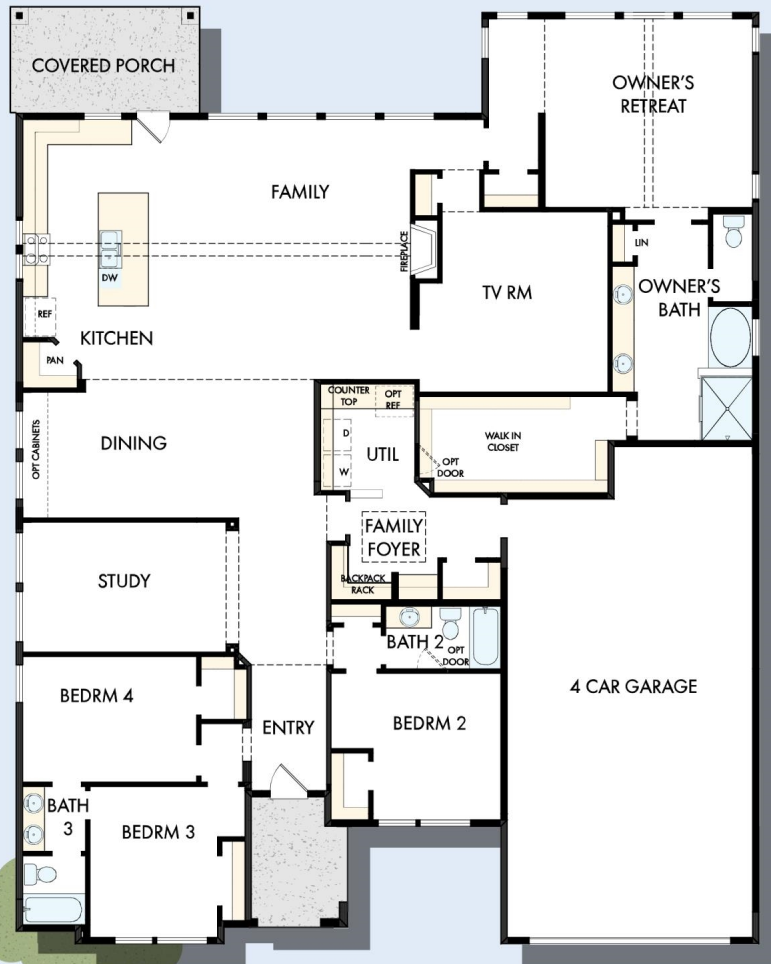 COVERED PORCH
OWNER'S
RETREAT
FAMILY
FIREPLACE
LIN
DW
TV RM
OWNER'S
BATH
REF
KITCHEN
PAN
COUNTER
TOP
OPT
REF
OPT CABINETS
DINING
D
W
UTIL
OPT
DOOR
WALK IN
CLOSET
FAMILY
FOYER
STUDY
BACKPACK
RACK
BATH 2
OPT
DOOR
BEDRM 4
4 CAR GARAGE
ENTRY
BEDRM 2
BATH
3
BEDRM 3